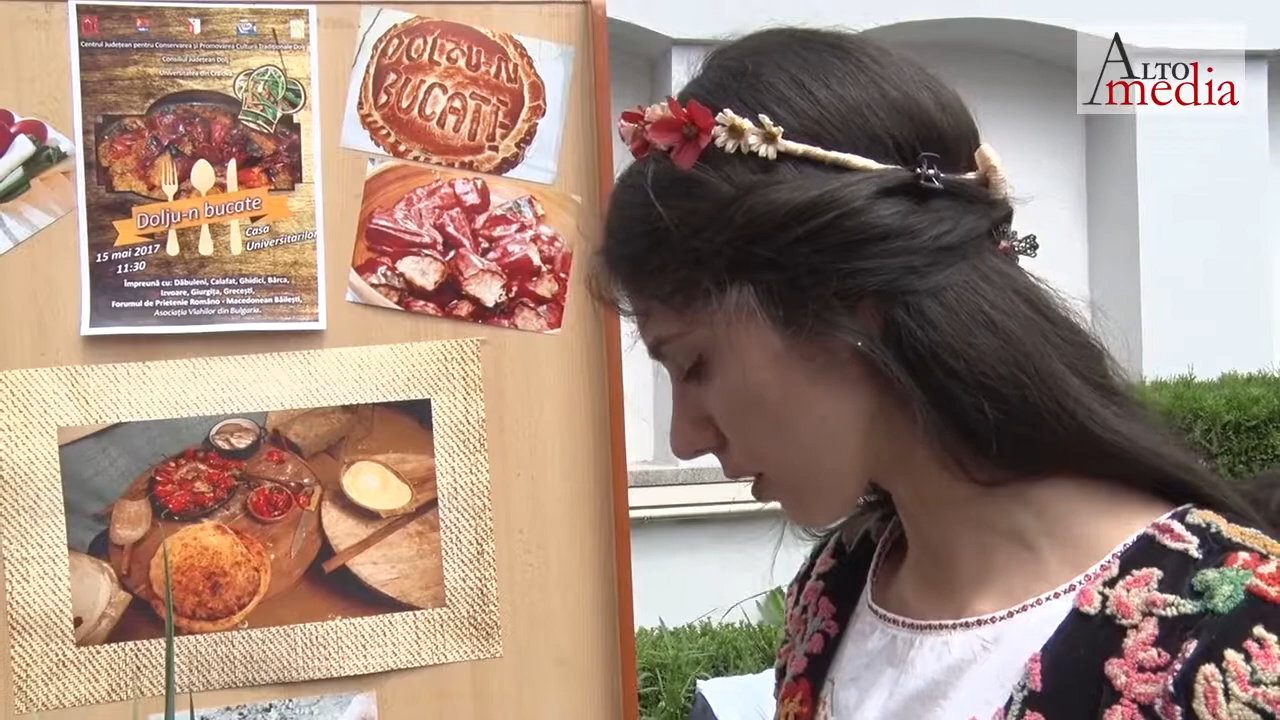 Centrul Județean pentru Conservarea și Promovarea Culturii Tradiționale Dolj
Consiliul Județean Dolj
Universitatea din Craiova
Dolju-n bucate
Casa
Universitarilor
15 mai 2017
11:30
Împreună cu: Dăbuleni, Calafat, Ghidici, Bârca,
Izvoare, Giurgița, Grecești,
Forumul de Prietenie Româno - Macedonean Băilești,
Asociația Vlahilor din Bulgaria.
DOLJU-N
BUCATE
ALTO
media